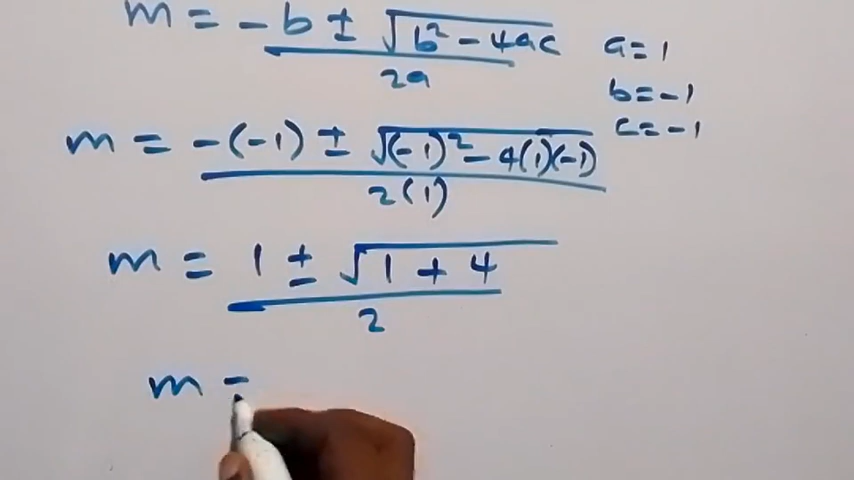 m = -b ± √b² - 4ac / 2a
a = 1
b = -1
c = -1
m = -(-1) ± √(-1)² - 4(1)(-1) / 2(1)
m = 1 ± √1 + 4 / 2
m =